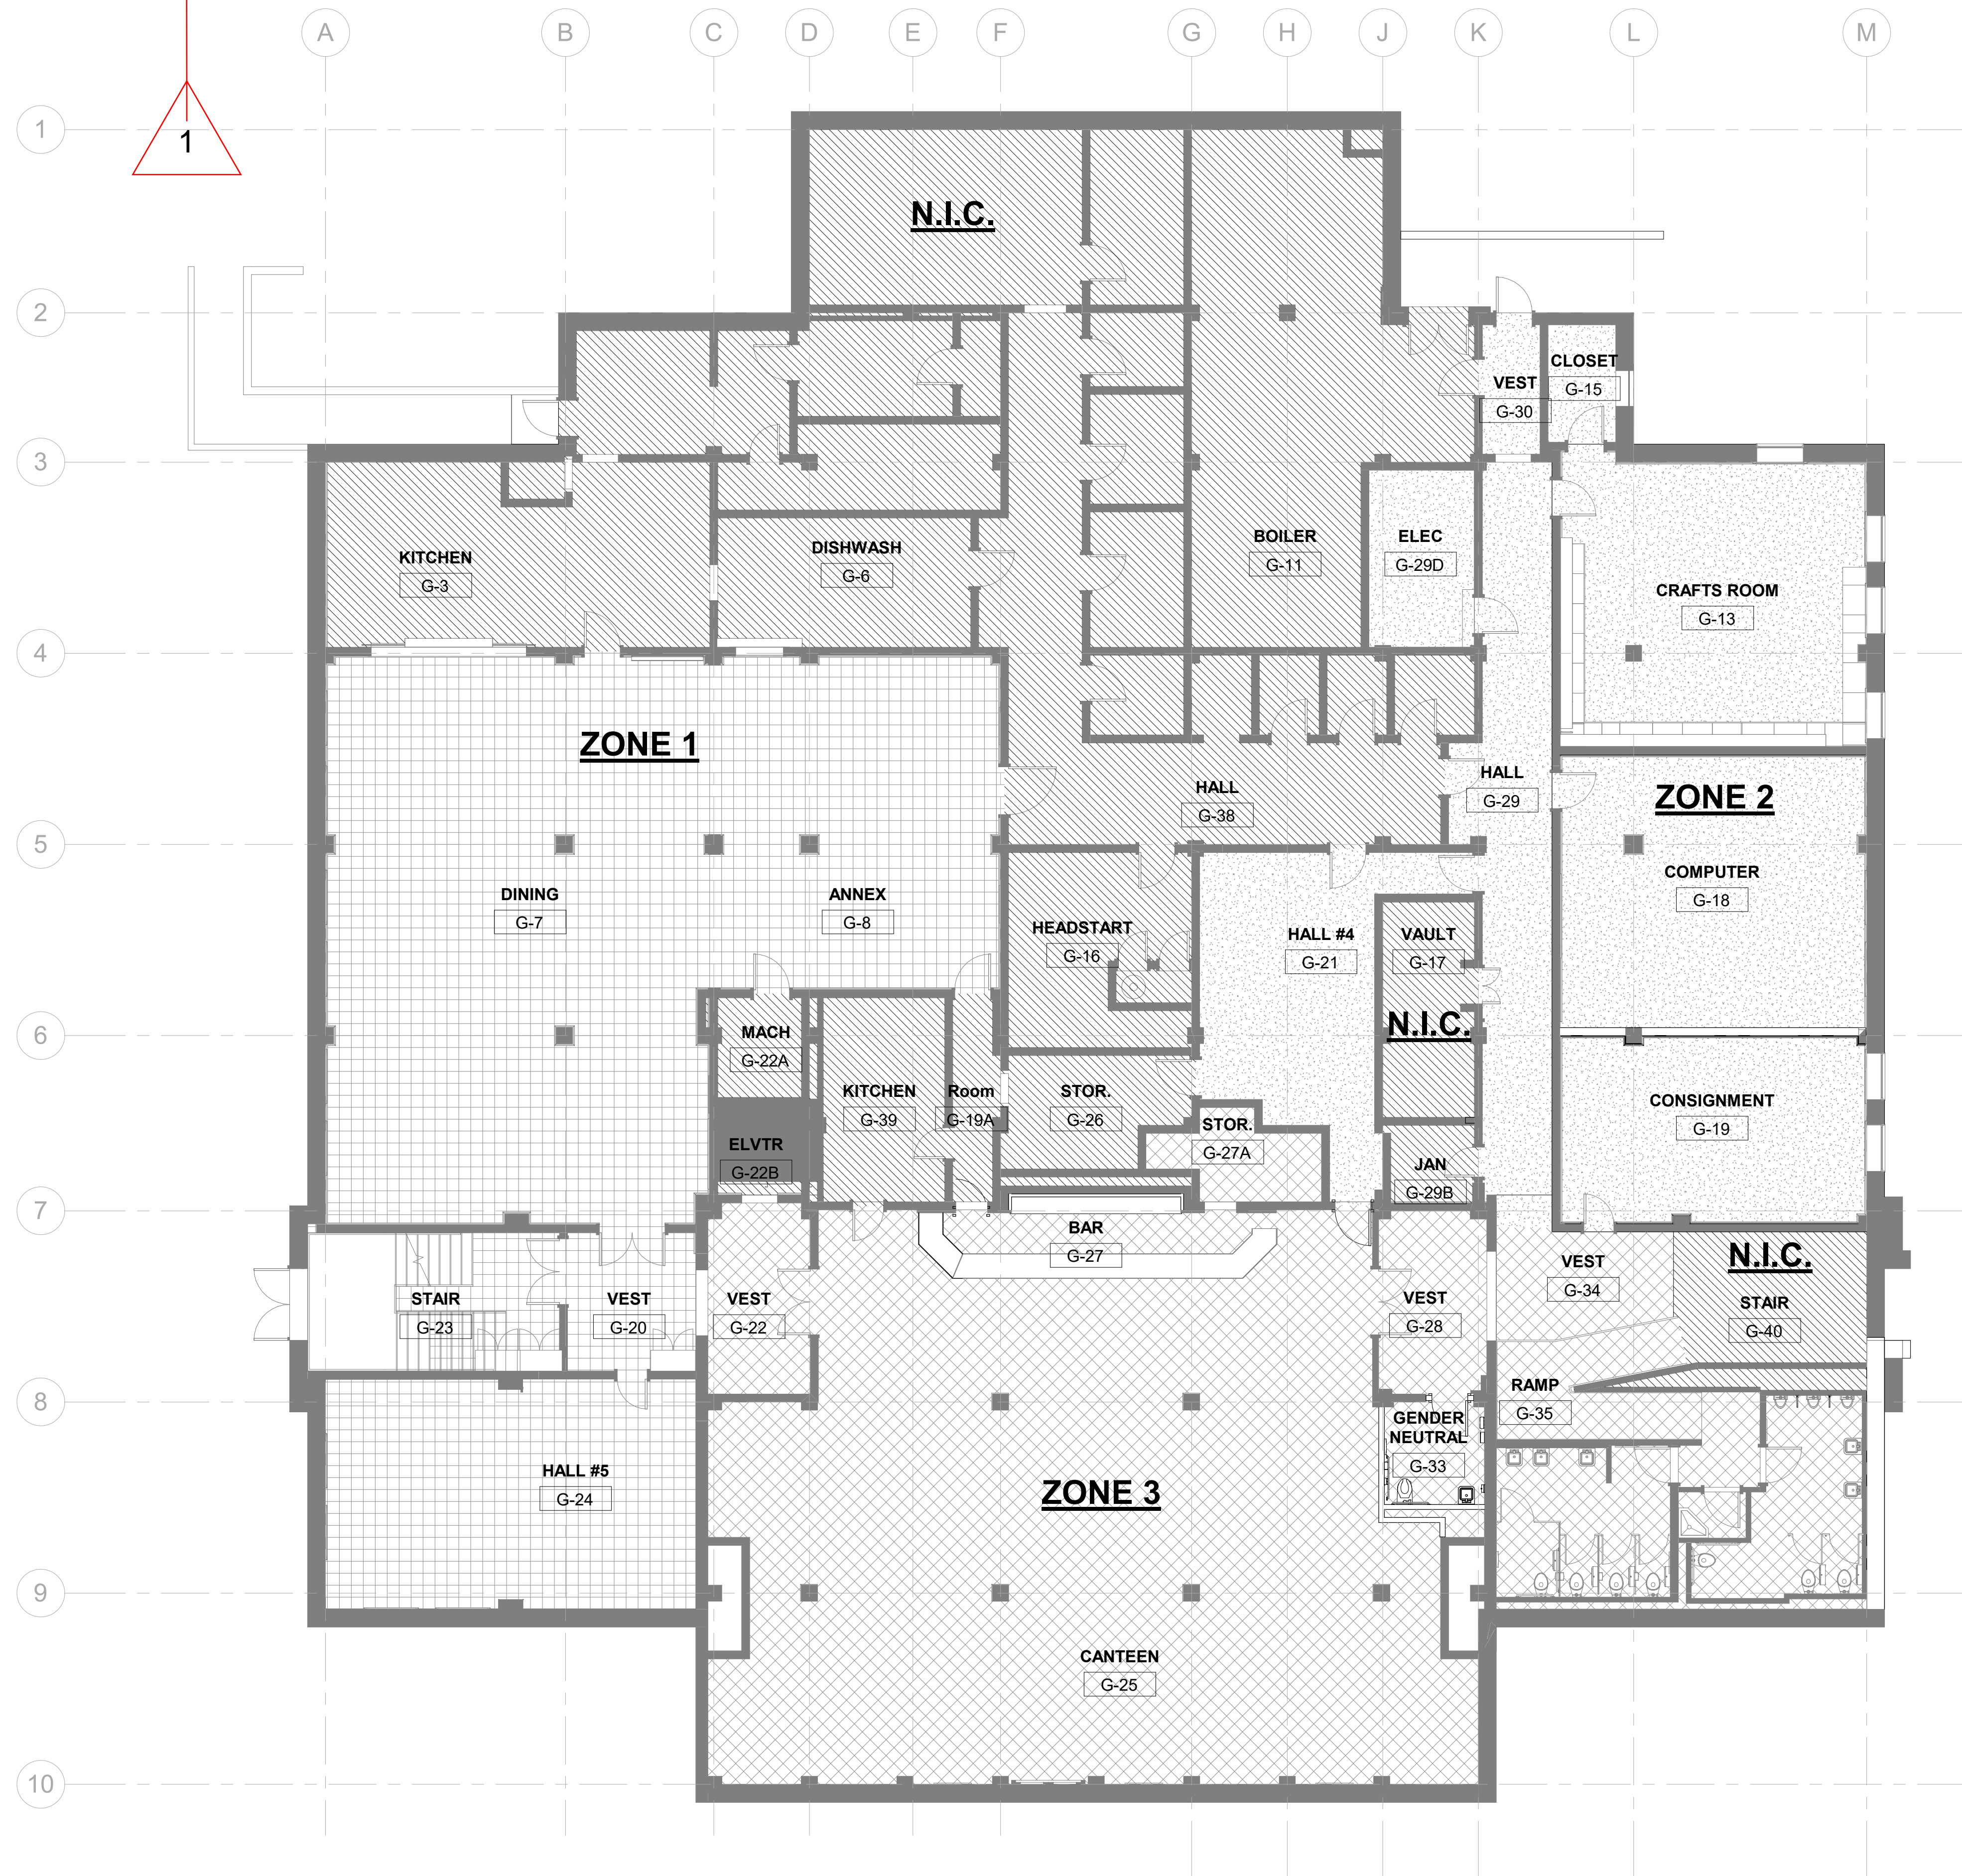 A B C D E F G H J K L M
1
1
2
3
4
5
6
7
8
9
10
N.I.C.
CLOSET
G-15
VEST
G-30
KITCHEN
G-3
DISHWASH
G-6
BOILER
G-11
ELEC
G-29D
CRAFTS ROOM
G-13
ZONE 1
HALL
G-38
HALL
G-29
ZONE 2
COMPUTER
G-18
DINING
G-7
ANNEX
G-8
HEADSTART
G-16
HALL #4
G-21
VAULT
G-17
N.I.C.
MACH
G-22A
KITCHEN
G-39
Room
G-19A
STOR.
G-26
STOR.
G-27A
CONSIGNMENT
G-19
ELVTR
G-22B
JAN
G-29B
BAR
G-27
STAIR
G-23
VEST
G-20
VEST
G-22
VEST
G-28
VEST
G-34
N.I.C.
STAIR
G-40
RAMP
G-35
GENDER
NEUTRAL
G-33
HALL #5
G-24
ZONE 3
CANTEEN
G-25